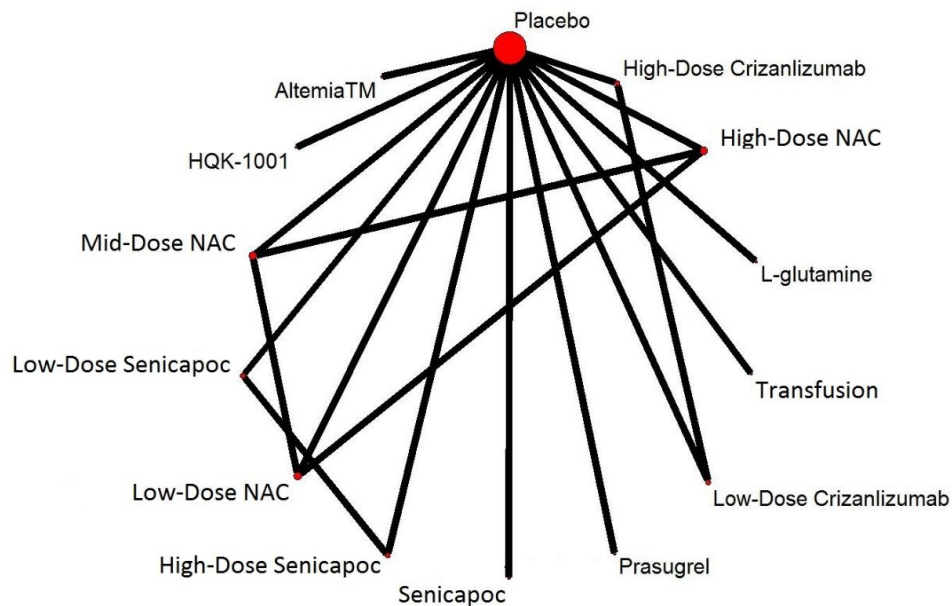 Placebo
High-Dose Crizanlizumab
AltemiaTM
High-Dose NAC
HQK-1001
Mid-Dose NAC
L-glutamine
Low-Dose Senicapoc
Transfusion
Low-Dose NAC
Low-Dose Crizanlizumab
High-Dose Senicapoc
Prasugrel
Senicapoc